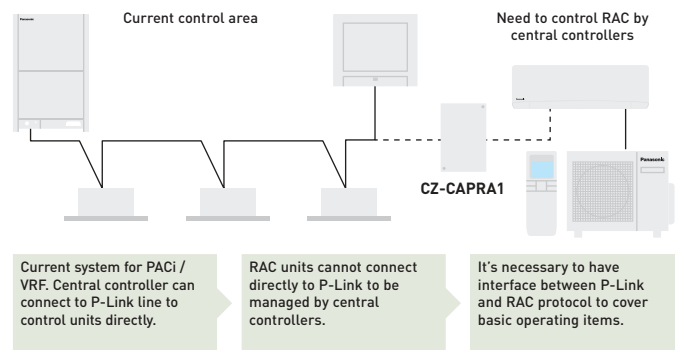 Current control area
Need to control RAC by
central controllers
Panasonic
CZ-CAPRA1
Panasonic
Current system for PACi /
VRF. Central controller can
connect to P-Link line to
control units directly.
RAC units cannot connect
directly to P-Link to be
managed by central
controllers.
It's necessary to have
interface between P-Link
and RAC protocol to cover
basic operating items.